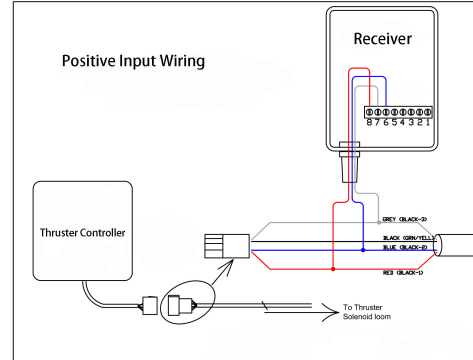 Positive Input Wiring
Receiver
8 7 6 5 4 3 2 1
GREY (BLACK-3)
BLACK (GRN/YELL)
BLUE (BLACK-2)
RED (BLACK-1)
Thruster Controller
To Thruster
Solenoid loom